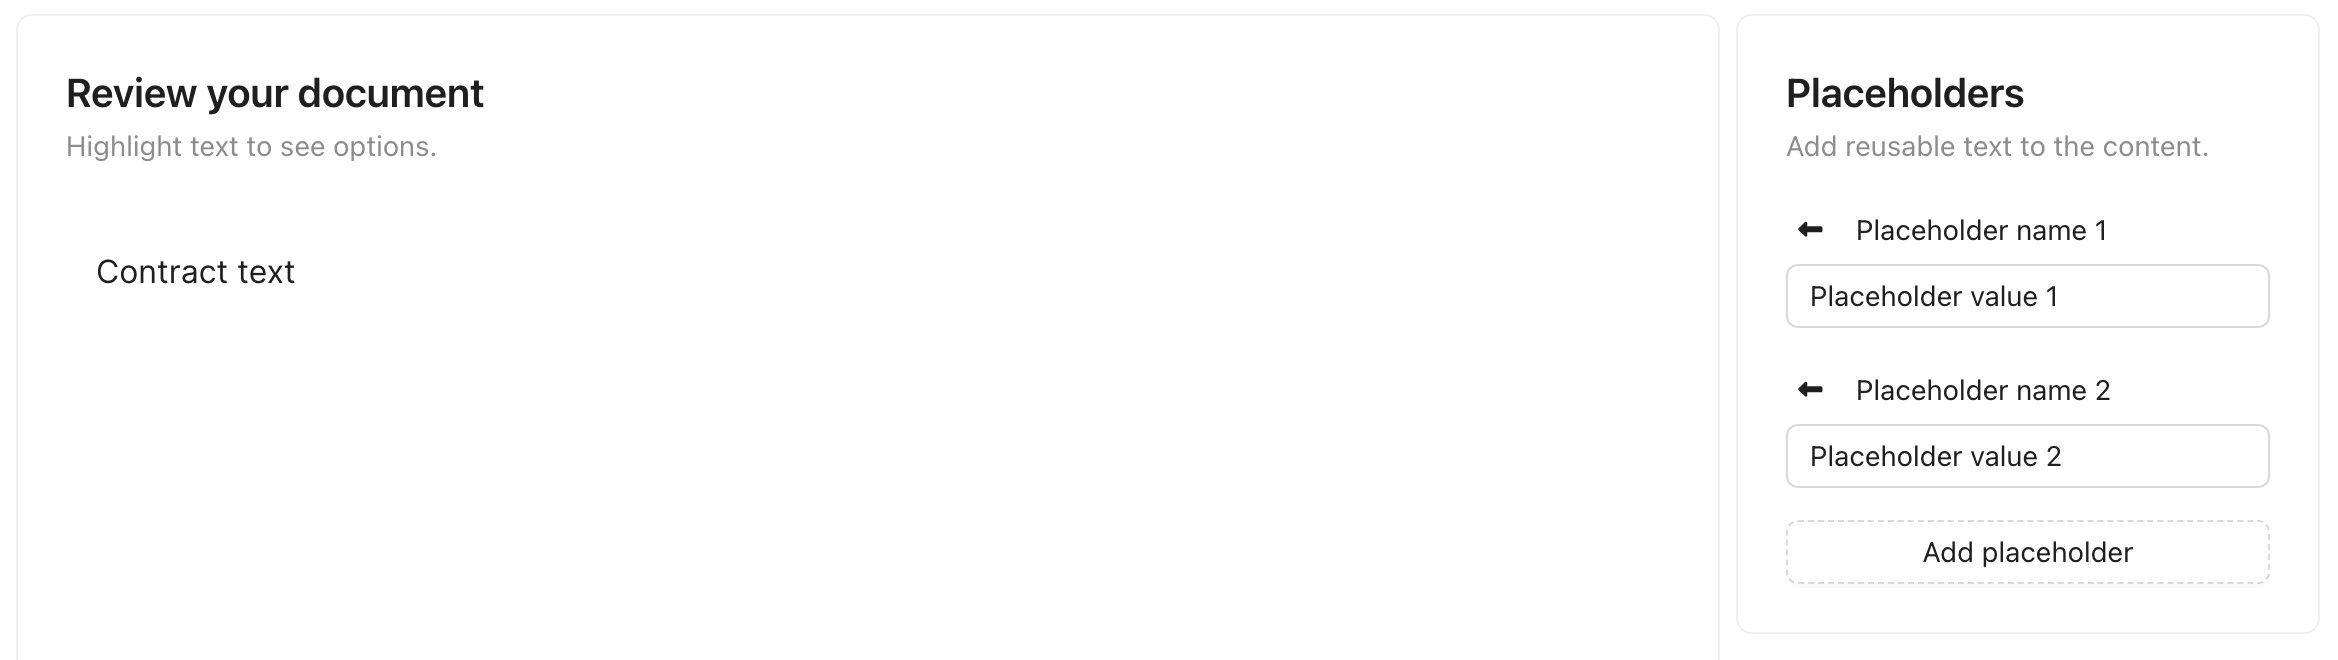 Review your document
Highlight text to see options.
Contract text
Placeholders
Add reusable text to the content.
Placeholder name 1
Placeholder value 1
Placeholder name 2
Placeholder value 2
Add placeholder